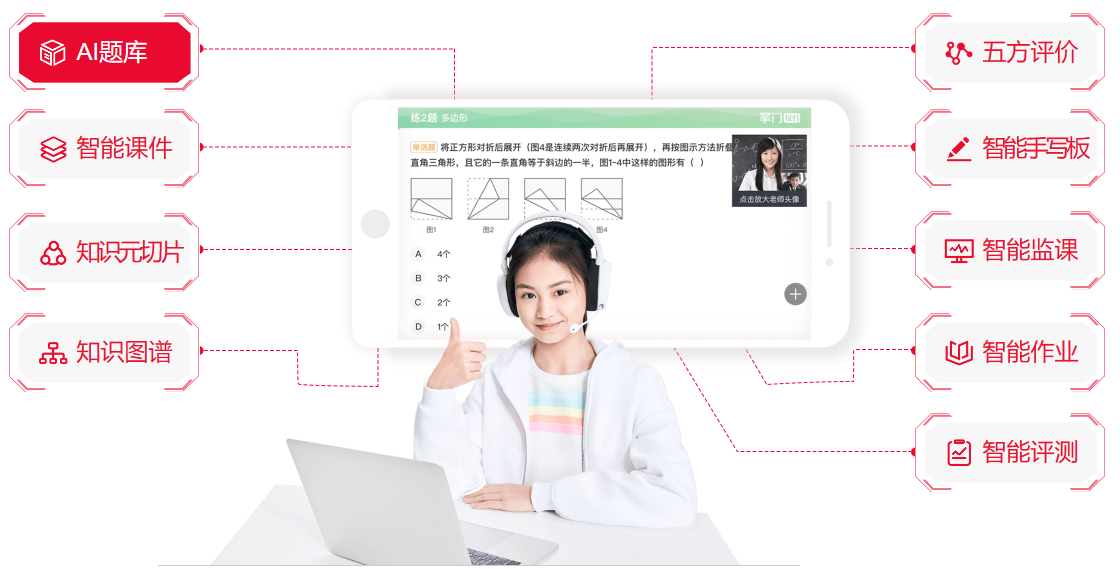 AI题库
智能课件
知识元切片
知识图谱
练2题 多边形
掌门1对1
单选题 将正方形对折后展开（图4是连续两次对折后再展开），再按图示方法折叠
直角三角形，且它的一条直角等于斜边的一半，图1-4中这样的图形有（ ）
点击放大老师头像
图1
图2
图4
A 4个
B 3个
C 2个
D 1个
五方评价
智能手写板
智能监课
智能作业
智能评测